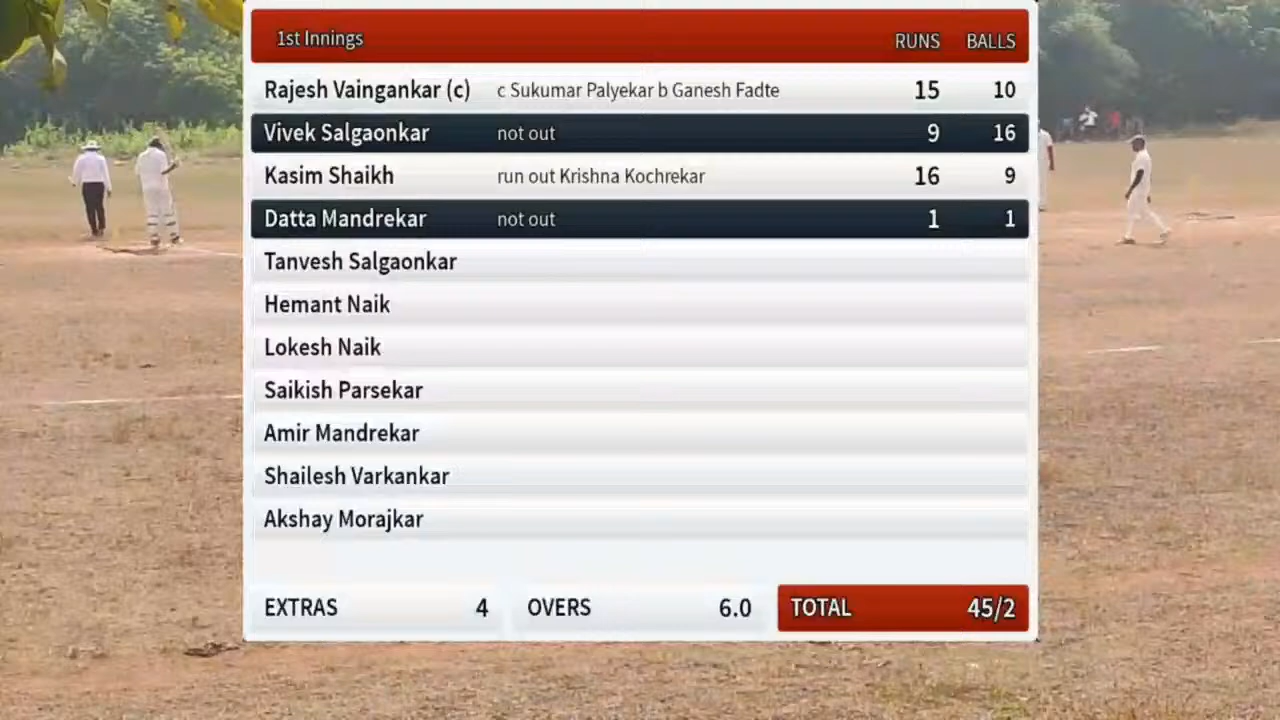 1st Innings RUNS BALLS
Rajesh Vaingankar (c) c Sukumar Palyekar b Ganesh Fadte 15 10
Vivek Salgaonkar not out 9 16
Kasim Shaikh run out Krishna Kochrekar 16 9
Datta Mandrekar not out 1 1
Tanvesh Salgaonkar
Hemant Naik
Lokesh Naik
Saikish Parsekar
Amir Mandrekar
Shailesh Varkankar
Akshay Morajkar
EXTRAS 4 OVERS 6.0 TOTAL 45/2